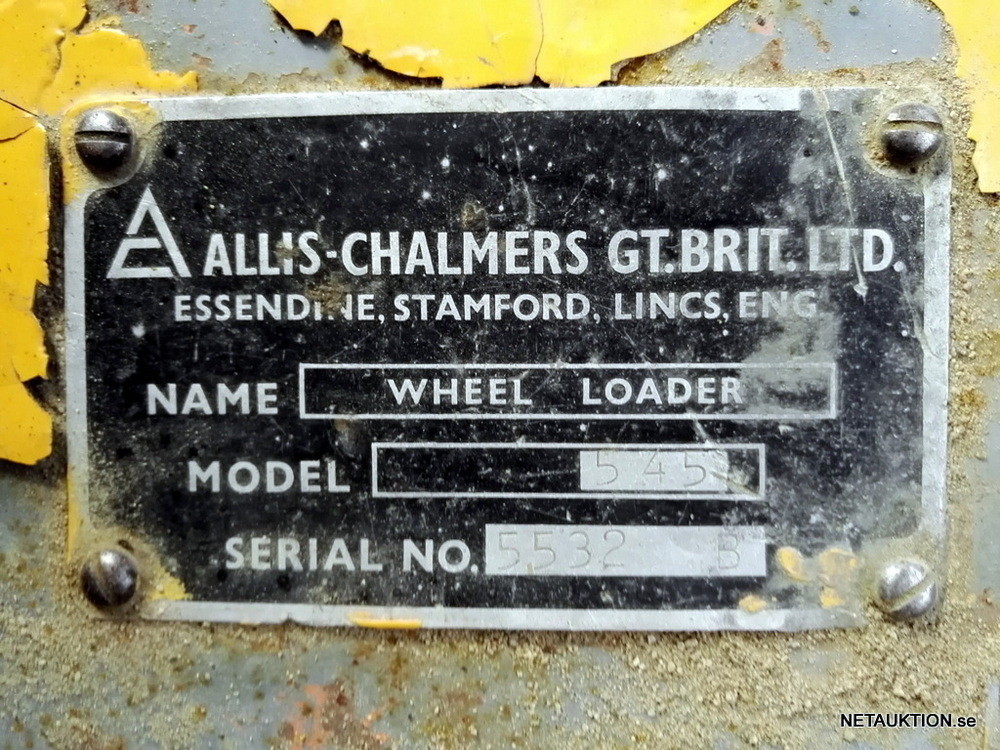 ALLIS-CHALMERS GT.BRIT. LTD.
ESSENDINE, STAMFORD, LINCS, ENG
NAME WHEEL LOADER
MODEL 545
SERIAL NO. 5532 B
NETAUKTION.se